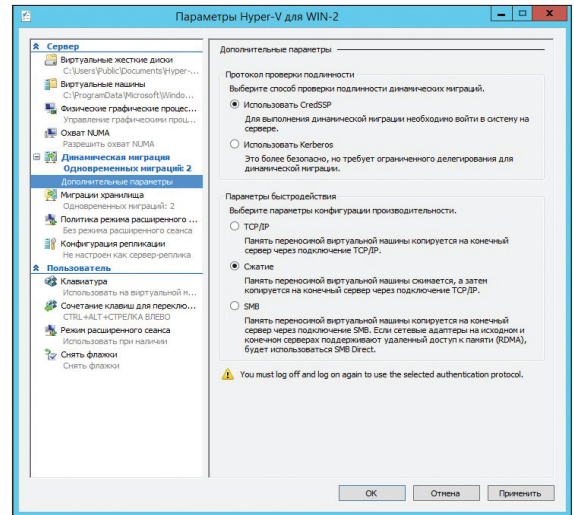 Параметры Hyper-V для WIN-2
Сервер
Виртуальные жесткие диски
C:\Users\Public\Documents\Hyper-...
Виртуальные машины
C:\ProgramData\Microsoft\Windo...
Физические графические процес...
Управление графическими проц...
Охват NUMA
Разрешить охват NUMA
Динамическая миграция
Одновременных миграций: 2
Дополнительные параметры
Миграции хранилища
Одновременных миграций: 2
Политика режима расширенного ...
Без режима расширенного сеанса
Конфигурация репликации
Не настроен как сервер-реплика
Пользователь
Клавиатура
Использовать на виртуальной м...
Сочетание клавиш для переклю...
CTRL+ALT+СТРЕЛКА ВЛЕВО
Режим расширенного сеанса
Использовать при наличии
Снять флажки
Снять флажки
Дополнительные параметры
Протокол проверки подлинности
Выберите способ проверки подлинности динамических миграций.
Использовать CredSSP
Для выполнения динамической миграции необходимо войти в систему на
сервере.
Использовать Kerberos
Это более безопасно, но требует ограниченного делегирования для
динамической миграции.
Параметры быстродействия
Выберите параметры конфигурации производительности.
TCP/IP
Память переносимой виртуальной машины копируется на конечный
сервер через подключение TCP/IP.
Сжатие
Память переносимой виртуальной машины сжимается, а затем
копируется на конечный сервер через подключение TCP/IP.
SMB
Память переносимой виртуальной машины копируется на конечный
сервер через подключение SMB. Если сетевые адаптеры на исходном и
конечном серверах поддерживают удаленный доступ к памяти (RDMA),
будет использоваться SMB Direct.
You must log off and log on again to use the selected authentication protocol.
ОК
Отмена
Применить